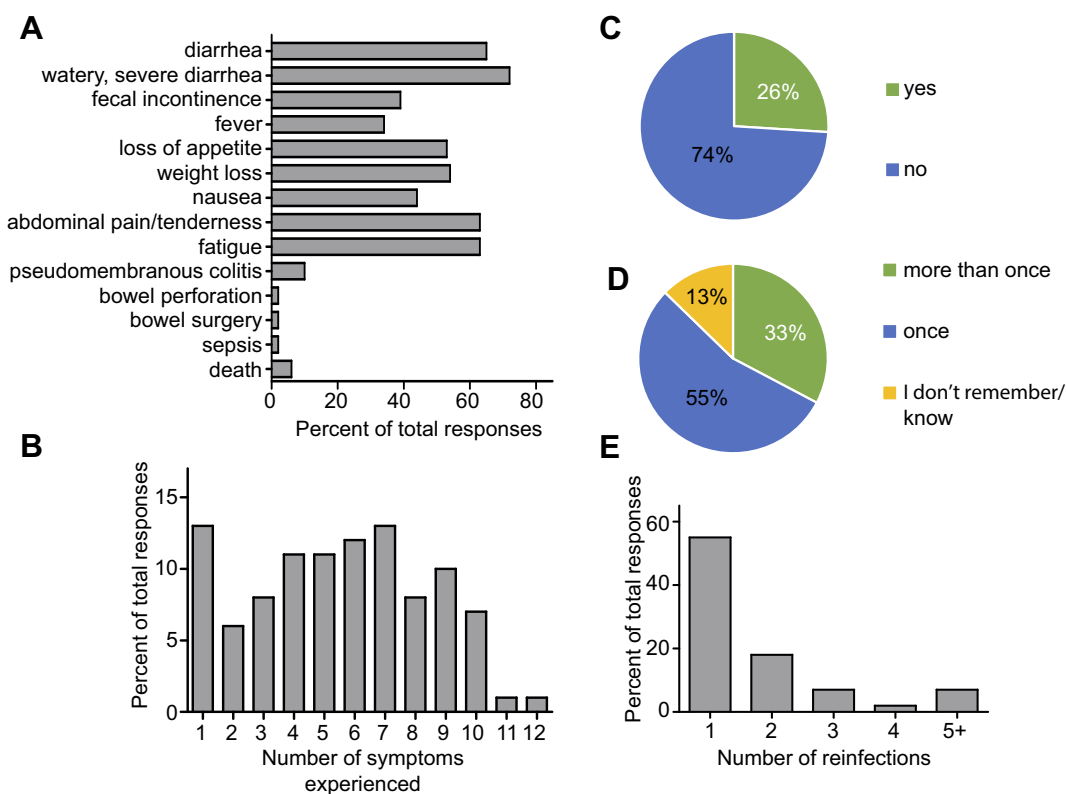 A
diarrhea
watery, severe diarrhea
fecal incontinence
fever
loss of appetite
weight loss
nausea
abdominal pain/tenderness
fatigue
pseudomembranous colitis
bowel perforation
bowel surgery
sepsis
death
0 20 40 60 80
Percent of total responses
B
Percent of total responses
15
10
5
0
1 2 3 4 5 6 7 8 9 10 11 12
Number of symptoms
experienced
C
26%
74%
yes
no
D
13%
33%
55%
more than once
once
I don't remember/
know
E
Percent of total responses
60
40
20
0
1 2 3 4 5+
Number of reinfections